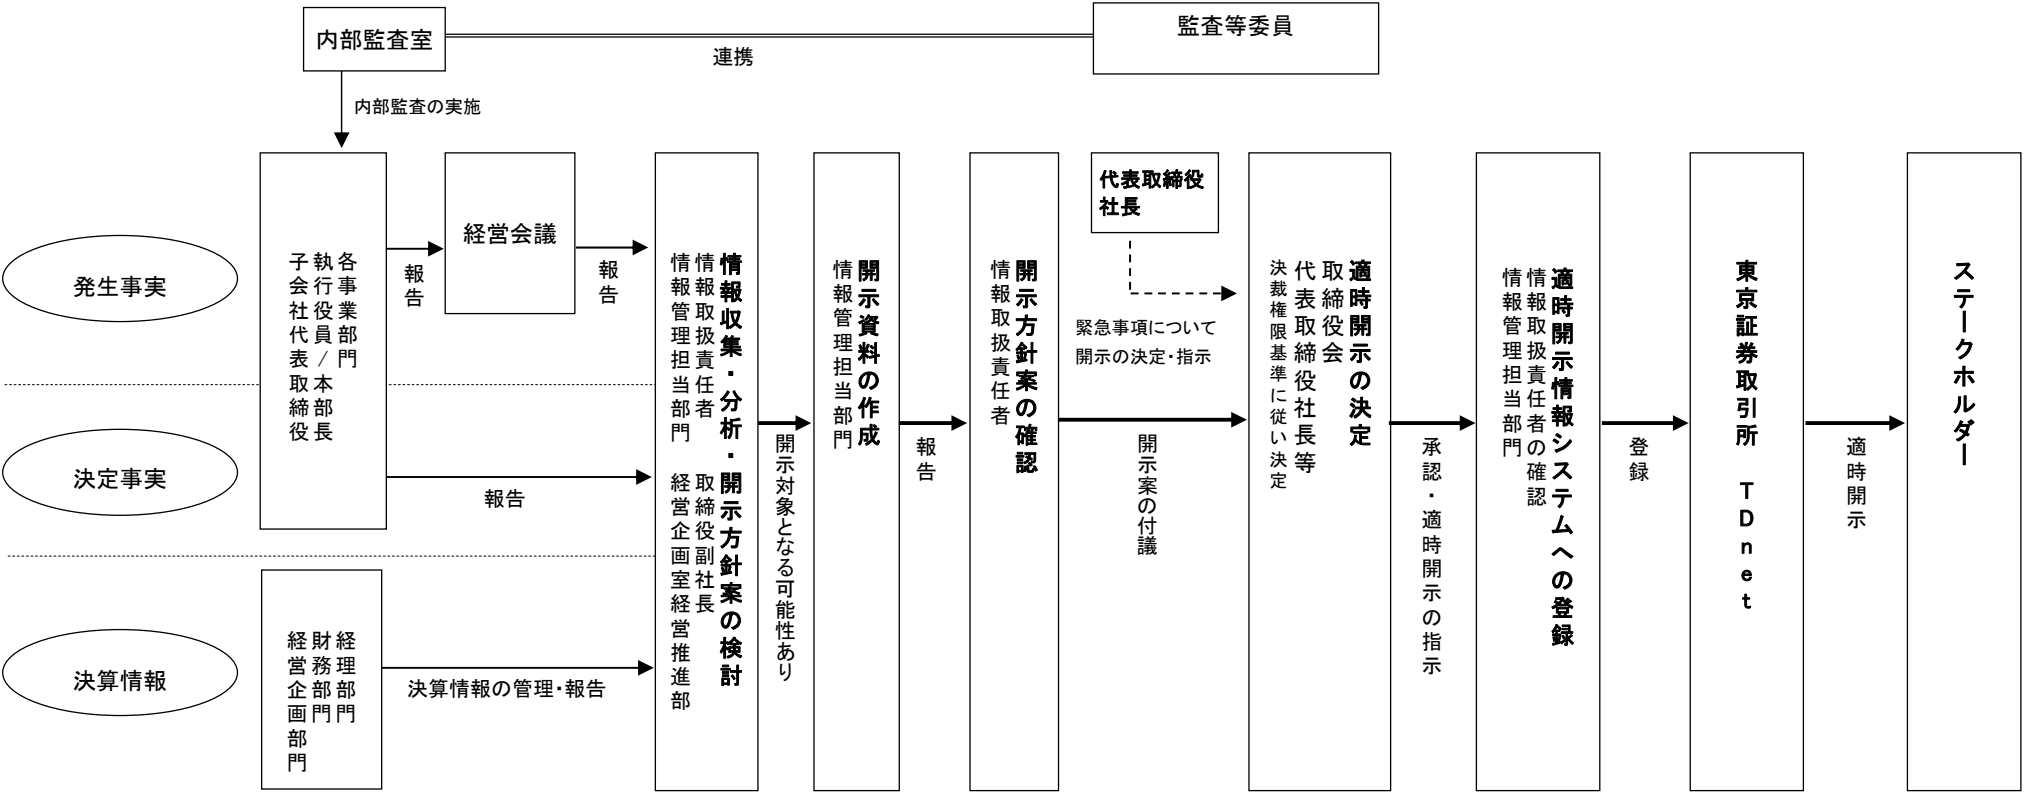 内部監査室
連携
監査等委員
内部監査の実施
発生事実
決定事実
決算情報
各事業部門
執行役員/本部長
子会社代表取締役
報告
経営会議
報告
報告
経理部門
財務部門
経営企画部門
決算情報の管理・報告
情報収集・分析・開示方針案の検討
情報取扱責任者 取締役副社長
情報管理担当部門 経営企画室経営推進部
開示対象となる可能性あり
開示資料の作成
情報管理担当部門
報告
開示方針案の確認
情報取扱責任者
代表取締役
社長
緊急事項について
開示の決定・指示
開示案の付議
適時開示の決定
取締役会
代表取締役社長等
決裁権限基準に従い決定
承認・適時開示の指示
適時開示情報システムへの登録
情報取扱責任者の確認
情報管理担当部門
登録
東京証券取引所 TDnet
適時開示
ステークホルダー